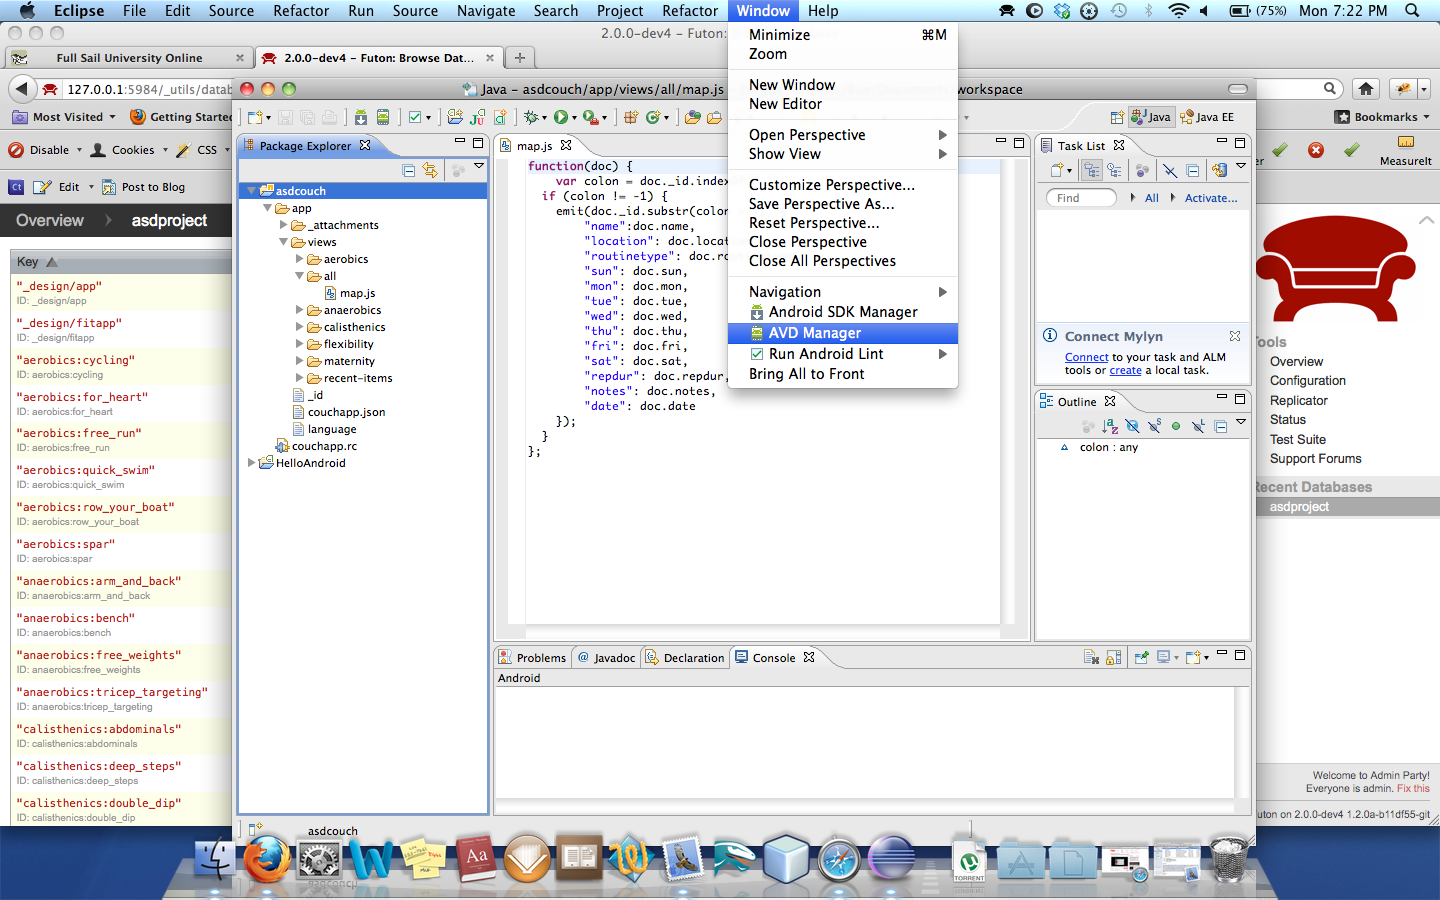 Eclipse File Edit Source Refactor Run Source Navigate Search Project Refactor Window Help (75%) Mon 7:22 PM
2.0.0-dev4 – Futon:
Full Sail University Online
2.0.0-dev4 – Futon: Browse Dat...
127.0.0.1:5984/_utils/datab
Most Visited
Getting Started
Bookmarks
Disable
Cookies
CSS
MeasureIt
Edit
Post to Blog
Overview
asdproject
Key
"_design/app"
ID: _design/app
"_design/fitapp"
ID: _design/fitapp
"aerobics:cycling"
ID: aerobics:cycling
"aerobics:for_heart"
ID: aerobics:for_heart
"aerobics:free_run"
ID: aerobics:free_run
"aerobics:quick_swim"
ID: aerobics:quick_swim
"aerobics:row_your_boat"
ID: aerobics:row_your_boat
"aerobics:spar"
ID: aerobics:spar
"anaerobics:arm_and_back"
ID: anaerobics:arm_and_back
"anaerobics:bench"
ID: anaerobics:bench
"anaerobics:free_weights"
ID: anaerobics:free_weights
"anaerobics:tricep_targeting"
ID: anaerobics:tricep_targeting
"calisthenics:abdominals"
ID: calisthenics:abdominals
"calisthenics:deep_steps"
ID: calisthenics:deep_steps
"calisthenics:double_dip"
ID: calisthenics:double_dip
Java – asdcouch/app/views/all/map.js
workspace
Java
Java EE
Package Explorer
asdcouch
app
_attachments
views
aerobics
all
map.js
anaerobics
calisthenics
flexibility
maternity
recent-items
_id
couchapp.json
language
couchapp.rc
HelloAndroid
map.js
function(doc) {
var colon = doc._id.index
if (colon != -1) {
emit(doc._id.substr(colon
"name":doc.name,
"location": doc.locat
"routinetype": doc.ro
"sun": doc.sun,
"mon": doc.mon,
"tue": doc.tue,
"wed": doc.wed,
"thu": doc.thu,
"fri": doc.fri,
"sat": doc.sat,
"repdur": doc.repdur,
"notes": doc.notes,
"date": doc.date
});
}
};
Minimize ⌘M
Zoom
New Window
New Editor
Open Perspective
Show View
Customize Perspective...
Save Perspective As...
Reset Perspective...
Close Perspective
Close All Perspectives
Navigation
Android SDK Manager
AVD Manager
Run Android Lint
Bring All to Front
Task List
Find
All
Activate...
Connect Mylyn
Connect to your task and ALM
tools or create a local task.
Outline
colon : any
Problems
Javadoc
Declaration
Console
Android
asdcouch
Tools
Overview
Configuration
Replicator
Status
Test Suite
Support Forums
Recent Databases
asdproject
Welcome to Admin Party!
Everyone is admin. Fix this
uton on 2.0.0-dev4 1.2.0a-b11df55-git
Aa
TORRENT